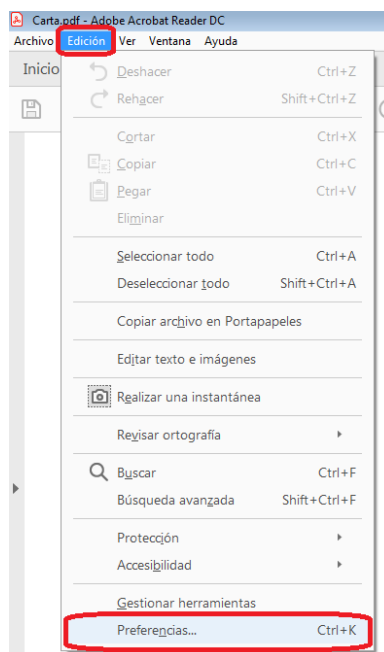 Carta.pdf - Adobe Acrobat Reader DC
Archivo Edición Ver Ventana Ayuda
Inicio
Deshacer Ctrl+Z
Rehacer Shift+Ctrl+Z
Cortar Ctrl+X
Copiar Ctrl+C
Pegar Ctrl+V
Eliminar
Seleccionar todo Ctrl+A
Deseleccionar todo Shift+Ctrl+A
Copiar archivo en Portapapeles
Editar texto e imágenes
Realizar una instantánea
Revisar ortografía
Buscar Ctrl+F
Búsqueda avanzada Shift+Ctrl+F
Protección
Accesibilidad
Gestionar herramientas
Preferencias... Ctrl+K